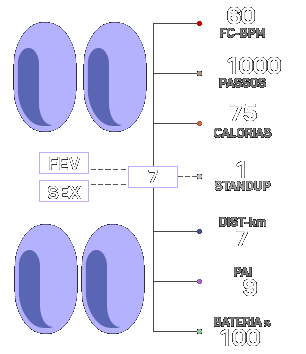 60
FC-BPM
1000
PASSOS
75
CALORIAS
FEV
SEX
7
1
STANDUP
DIST-km
7
PAI
9
BATERIA %
100